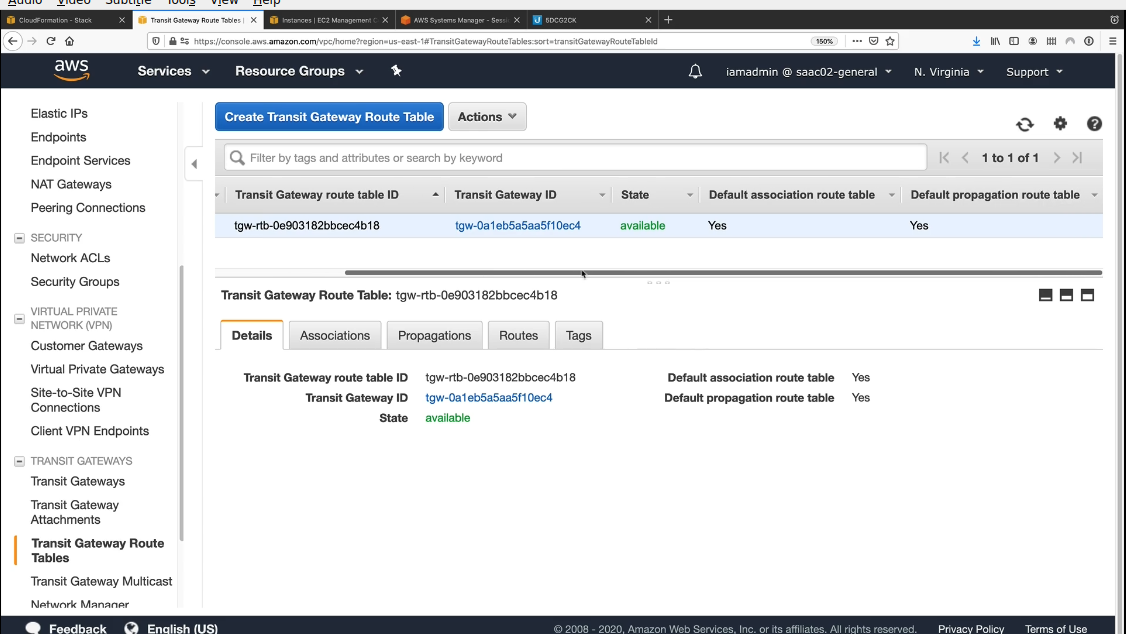 Audio Video Subtitle Tools View Help
CloudFormation - Stack
Transit Gateway Route Tables |
Instances | EC2 Management C
AWS Systems Manager - Sessi
5DCG2CK
https://console.aws.amazon.com/vpc/home?region=us-east-1#TransitGatewayRouteTables:sort=transitGatewayRouteTableId
150%
aws
Services
Resource Groups
iamadmin @ saac02-general
N. Virginia
Support
Elastic IPs
Endpoints
Endpoint Services
NAT Gateways
Peering Connections
SECURITY
Network ACLs
Security Groups
VIRTUAL PRIVATE
NETWORK (VPN)
Customer Gateways
Virtual Private Gateways
Site-to-Site VPN
Connections
Client VPN Endpoints
TRANSIT GATEWAYS
Transit Gateways
Transit Gateway
Attachments
Transit Gateway Route
Tables
Transit Gateway Multicast
Network Manager
Create Transit Gateway Route Table
Actions
Filter by tags and attributes or search by keyword
1 to 1 of 1
Transit Gateway route table ID Transit Gateway ID State Default association route table Default propagation route table
tgw-rtb-0e903182bbcec4b18 tgw-0a1eb5a5aa5f10ec4 available Yes Yes
Transit Gateway Route Table: tgw-rtb-0e903182bbcec4b18
Details Associations Propagations Routes Tags
Transit Gateway route table ID tgw-rtb-0e903182bbcec4b18 Default association route table Yes
Transit Gateway ID tgw-0a1eb5a5aa5f10ec4 Default propagation route table Yes
State available
Feedback
English (US)
© 2008 - 2020, Amazon Web Services, Inc. or its affiliates. All rights reserved.
Privacy Policy
Terms of Use